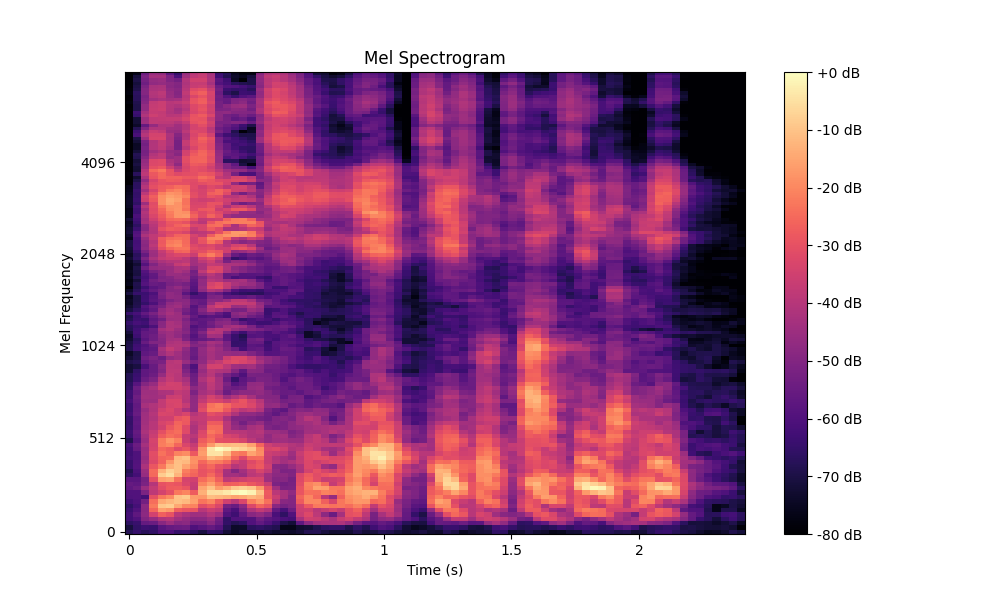 Mel Spectrogram
+0 dB
-10 dB
-20 dB
-30 dB
-40 dB
-50 dB
-60 dB
-70 dB
-80 dB
Mel Frequency
4096
2048
1024
512
0
0 0.5 1 1.5 2
Time (s)